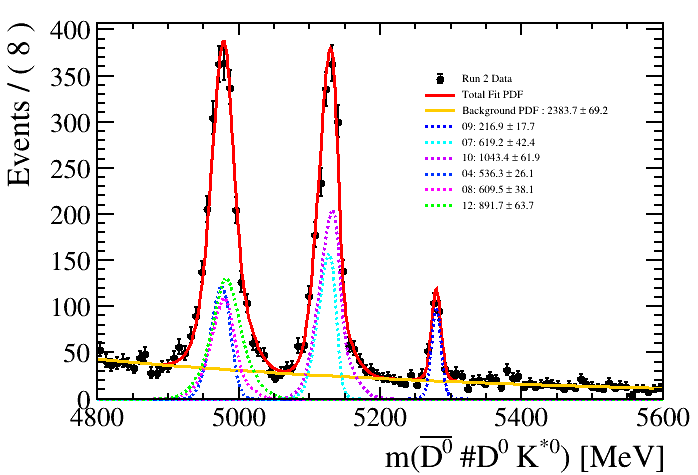 Events / ( 8 )
400
350
300
250
200
150
100
50
0
4800 5000 5200 5400 5600
m(D̅⁰ #D⁰ K*⁰) [MeV]
Run 2 Data
Total Fit PDF
Background PDF : 2383.7 ± 69.2
09: 216.9 ± 17.7
07: 619.2 ± 42.4
10: 1043.4 ± 61.9
04: 536.3 ± 26.1
08: 609.5 ± 38.1
12: 891.7 ± 63.7